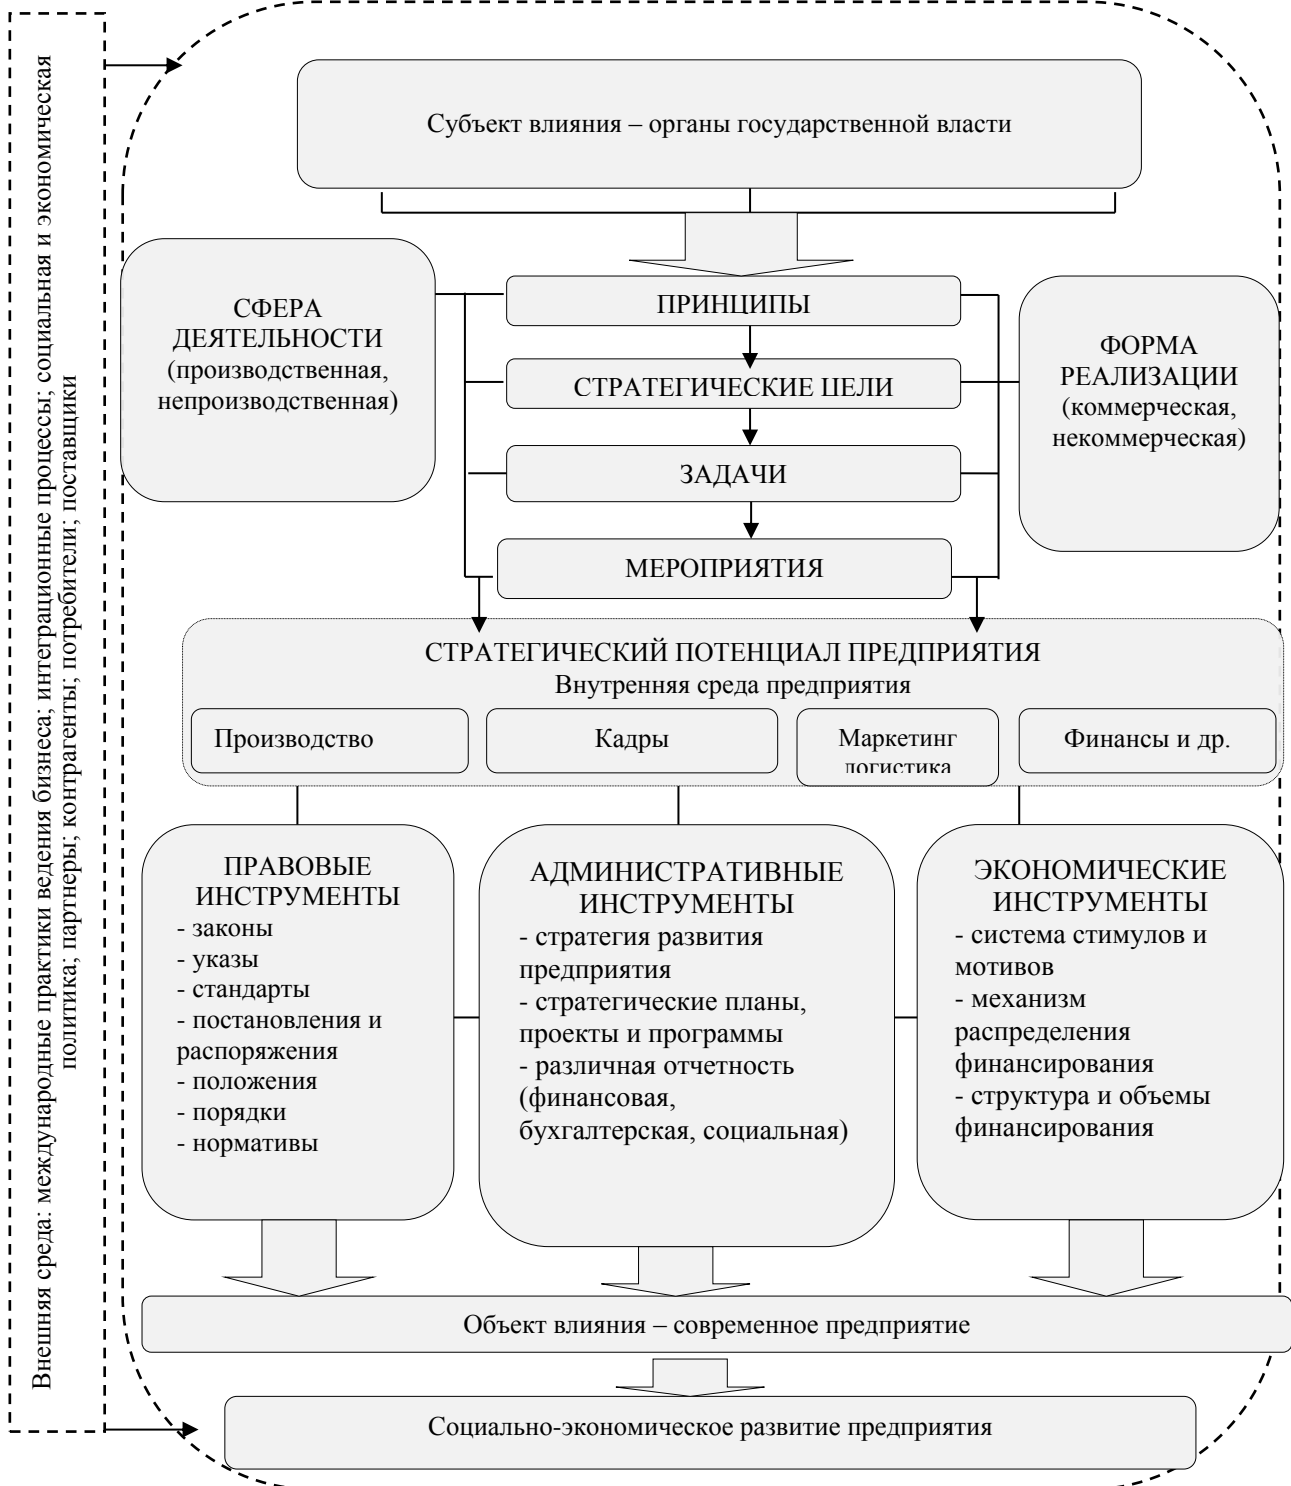 Внешняя среда: международные практики ведения бизнеса; интеграционные процессы; социальная и экономическая
политика; партнеры; контрагенты; потребители; поставщики
Субъект влияния – органы государственной власти
СФЕРА
ДЕЯТЕЛЬНОСТИ
(производственная,
непроизводственная)
ПРИНЦИПЫ
СТРАТЕГИЧЕСКИЕ ЦЕЛИ
ЗАДАЧИ
МЕРОПРИЯТИЯ
ФОРМА
РЕАЛИЗАЦИИ
(коммерческая,
некоммерческая)
СТРАТЕГИЧЕСКИЙ ПОТЕНЦИАЛ ПРЕДПРИЯТИЯ
Внутренняя среда предприятия
Производство
Кадры
Маркетинг
логистика
Финансы и др.
ПРАВОВЫЕ
ИНСТРУМЕНТЫ
- законы
- указы
- стандарты
- постановления и
распоряжения
- положения
- порядки
- нормативы
АДМИНИСТРАТИВНЫЕ
ИНСТРУМЕНТЫ
- стратегия развития
предприятия
- стратегические планы,
проекты и программы
- различная отчетность
(финансовая,
бухгалтерская, социальная)
ЭКОНОМИЧЕСКИЕ
ИНСТРУМЕНТЫ
- система стимулов и
мотивов
- механизм
распределения
финансирования
- структура и объемы
финансирования
Объект влияния – современное предприятие
Социально-экономическое развитие предприятия